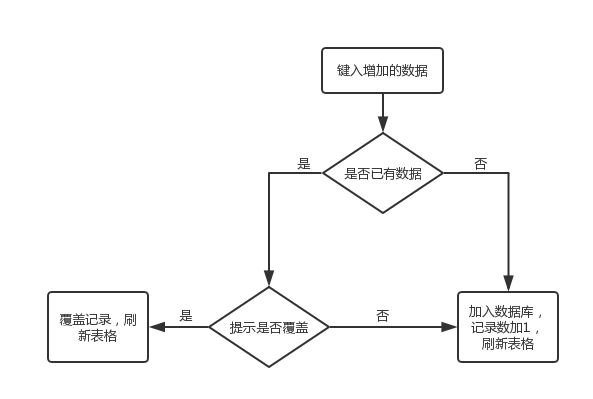 键入增加的数据
是
否
是否已有数据
覆盖记录，刷
新表格
是
提示是否覆盖
否
加入数据库，
记录数加1，
刷新表格